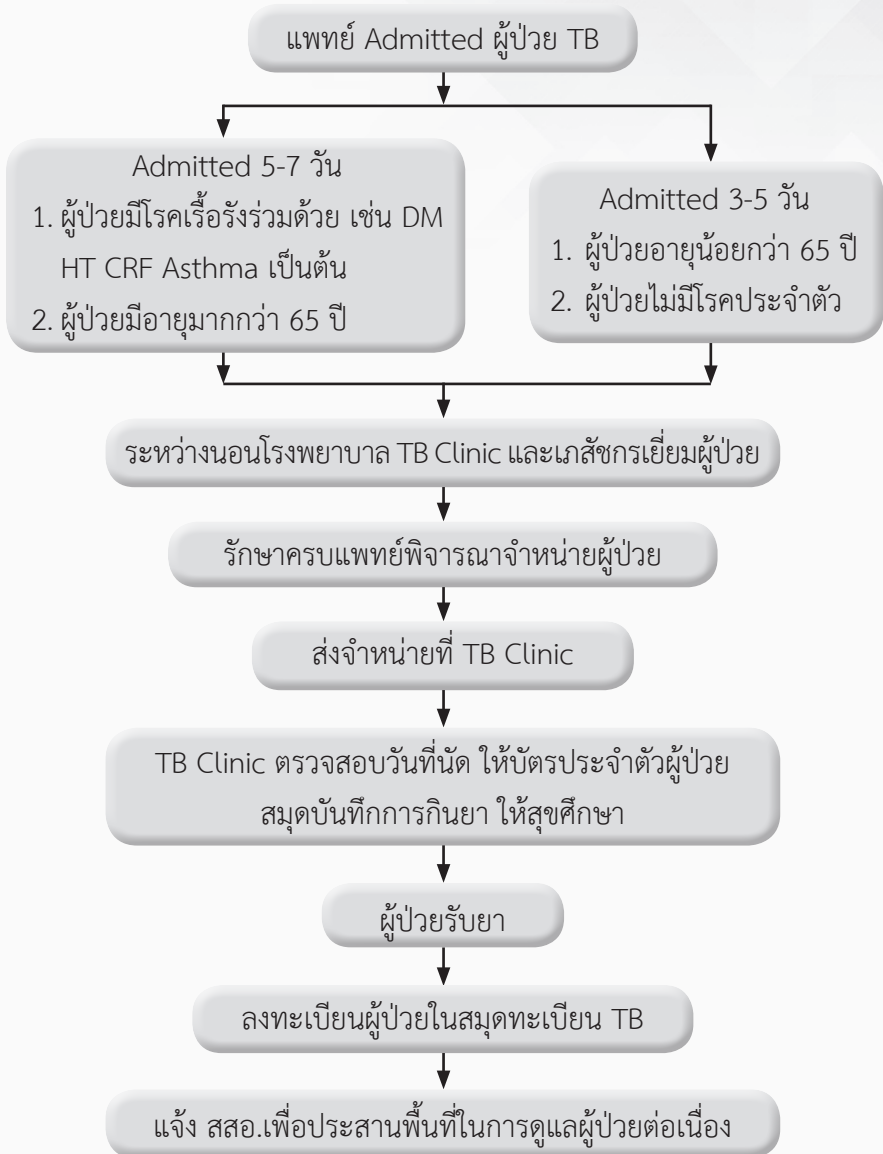 แพทย์ Admitted ผู้ป่วย TB
Admitted 5-7 วัน
1. ผู้ป่วยมีโรคเรื้อรังร่วมด้วย เช่น DM
HT CRF Asthma เป็นต้น
2. ผู้ป่วยมีอายุมากกว่า 65 ปี
Admitted 3-5 วัน
1. ผู้ป่วยอายุน้อยกว่า 65 ปี
2. ผู้ป่วยไม่มีโรคประจำตัว
ระหว่างนอนโรงพยาบาล TB Clinic และเภสัชกรเยี่ยมผู้ป่วย
รักษาครบแพทย์พิจารณาจำหน่ายผู้ป่วย
ส่งจำหน่ายที่ TB Clinic
TB Clinic ตรวจสอบวันที่นัด ให้บัตรประจำตัวผู้ป่วย
สมุดบันทึกการกินยา ให้สุขศึกษา
ผู้ป่วยรับยา
ลงทะเบียนผู้ป่วยในสมุดทะเบียน TB
แจ้ง สสอ.เพื่อประสานพื้นที่ในการดูแลผู้ป่วยต่อเนื่อง